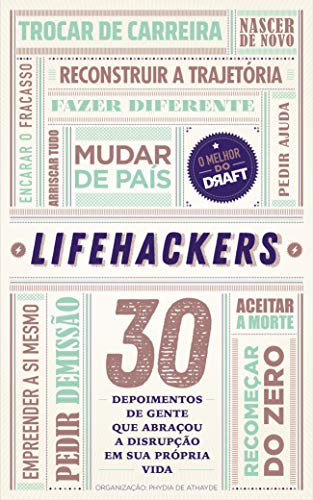 TROCAR DE CARREIRA
NASCER
DE NOVO
ENCARAR O FRACASSO
RECONSTRUIR A TRAJETÓRIA
FAZER DIFERENTE
ARRISCAR TUDO
MUDAR
DE PAÍS
O MELHOR
DO
DRAFT
PEDIR AJUDA
LIFEHACKERS
EMPREENDER A SI MESMO
PEDIR DEMISSÃO
30
DEPOIMENTOS
DE GENTE
QUE ABRAÇOU
A DISRUPÇÃO
EM SUA PRÓPRIA
VIDA
ACEITAR
A MORTE
RECOMEÇAR
DO ZERO
ORGANIZAÇÃO: PHYDIA DE ATHAYDE